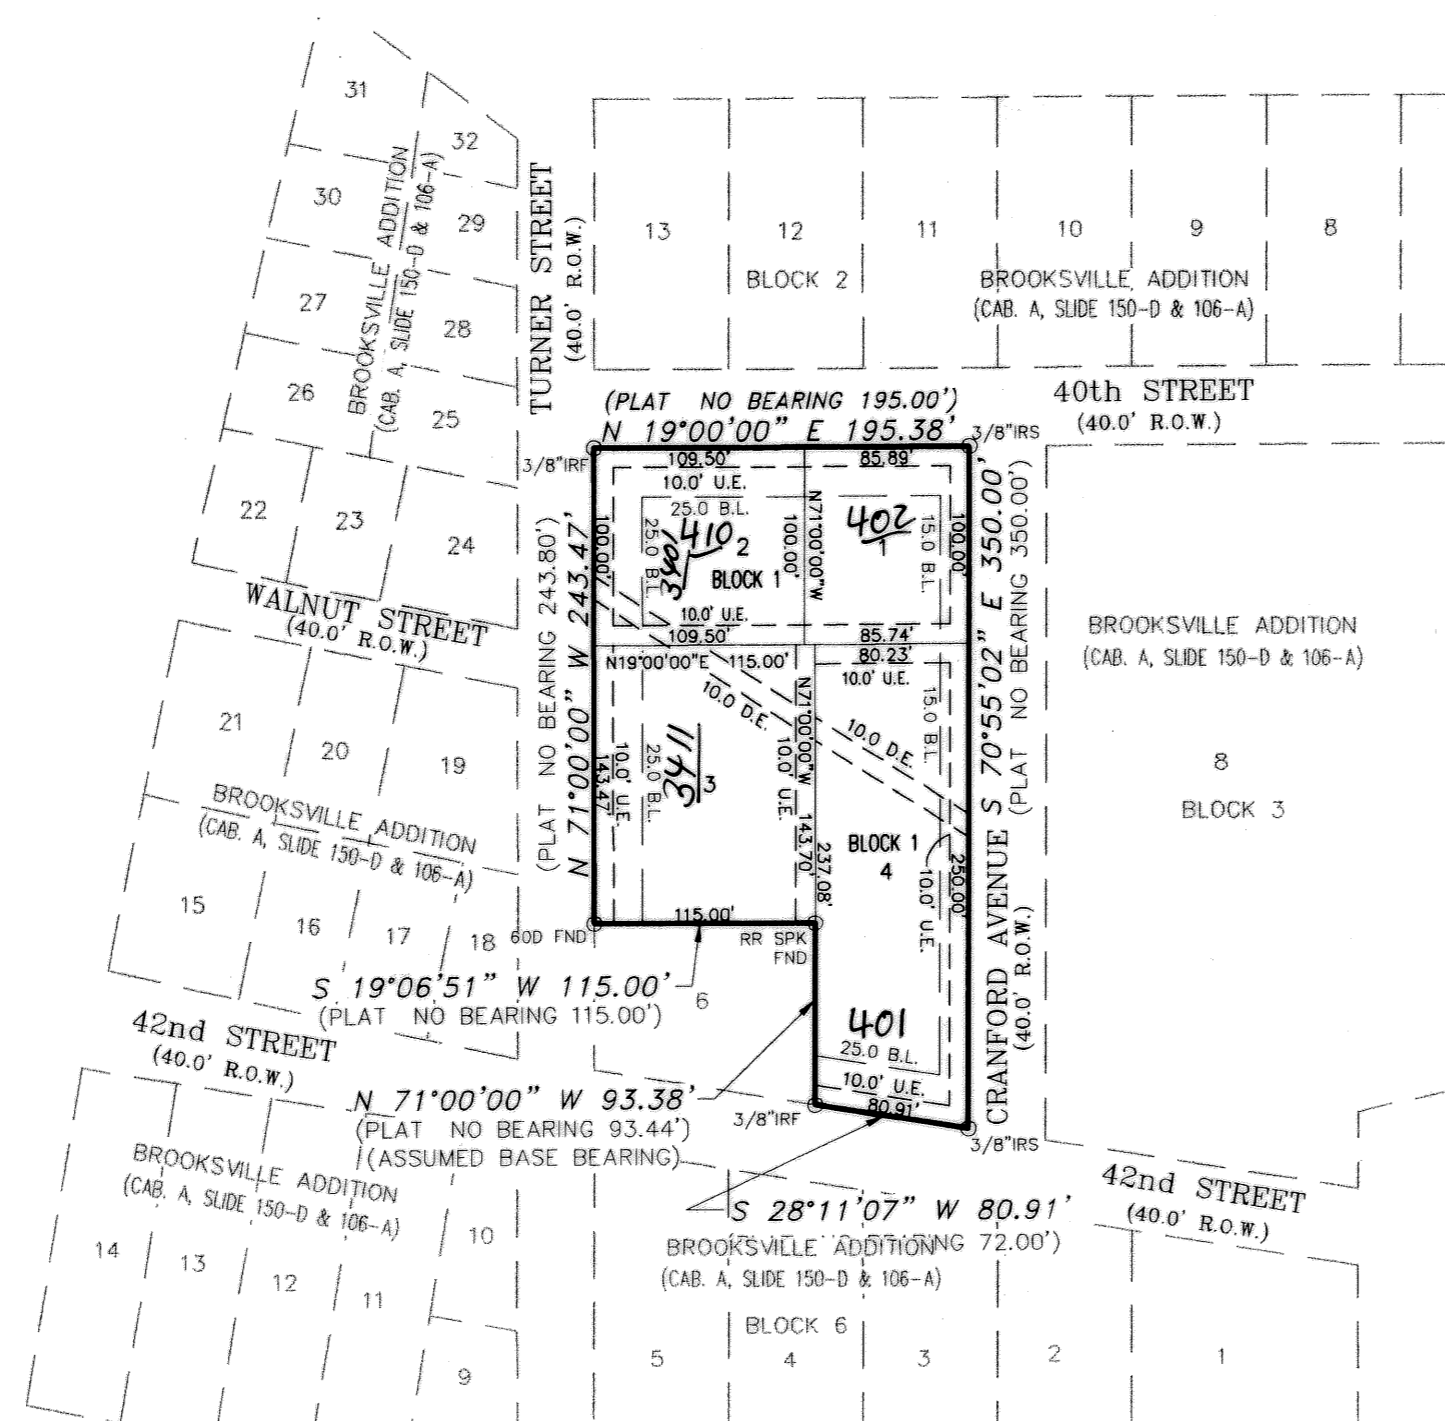 31
32
30
29
27
28
26
25
22
23
24
BROOKSVILLE ADDITION
(CAB. A, SLIDE 150-D & 106-A)
TURNER STREET
(40.0' R.O.W.)
13
12
11
10
9
8
BLOCK 2
BROOKSVILLE ADDITION
(CAB. A, SLIDE 150-D & 106-A)
40th STREET
(40.0' R.O.W.)
(PLAT NO BEARING 195.00')
N 19°00'00" E 195.38'
3/8"IRS
3/8"IRF
109.50'
85.89'
10.0' U.E.
25.0 B.L.
25.0 B.L.
410
2
BLOCK 1
100.00'
100.00'
N71°00'00"W
402
1
15.0 B.L.
100.00'
10.0' U.E.
109.50'
85.74'
80.23'
10.0' U.E.
N19°00'00"E 115.00'
10.0 D.E.
10.0 D.E.
N71°00'00"W
10.0' U.E.
143.70'
237.08'
15.0 B.L.
3411
3
25.0 B.L.
10.0' U.E.
143.47'
BLOCK 1
4
10.0' U.E.
250.00'
115.00'
401
25.0 B.L.
10.0' U.E.
80.91'
N 71°00'00" W 243.47'
(PLAT NO BEARING 243.80')
S 70°55'02" E 350.00'
(PLAT NO BEARING 350.00')
CRANFORD AVENUE
(40.0' R.O.W.)
BROOKSVILLE ADDITION
(CAB. A, SLIDE 150-D & 106-A)
8
BLOCK 3
WALNUT STREET
(40.0' R.O.W.)
21
20
19
BROOKSVILLE ADDITION
(CAB. A, SLIDE 150-D & 106-A)
15
16
17
18
60D FND
RR SPK
FND
S 19°06'51" W 115.00'
(PLAT NO BEARING 115.00')
6
42nd STREET
(40.0' R.O.W.)
N 71°00'00" W 93.38'
(PLAT NO BEARING 93.44')
(ASSUMED BASE BEARING)
3/8"IRF
3/8"IRS
42nd STREET
(40.0' R.O.W.)
S 28°11'07" W 80.91'
BROOKSVILLE ADDITION NG 72.00')
(CAB. A, SLIDE 150-D & 106-A)
BLOCK 6
5
4
3
2
1
BROOKSVILLE ADDITION
(CAB. A, SLIDE 150-D & 106-A)
14
13
12
11
10
9